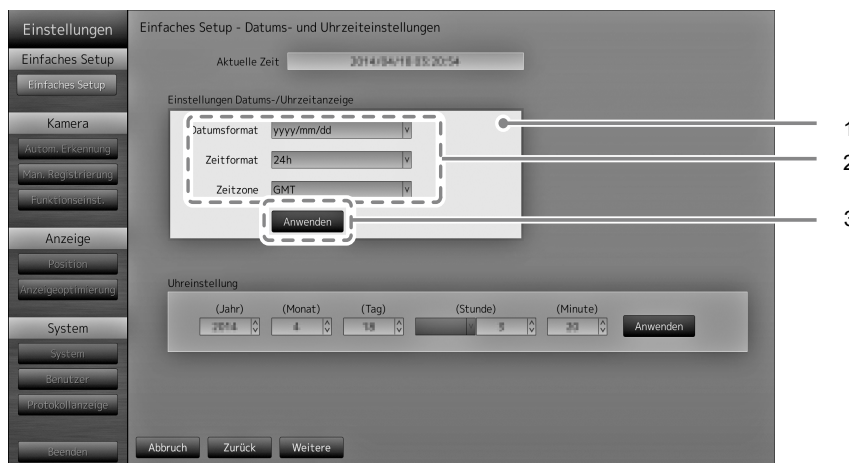 Einstellungen
Einfaches Setup - Datums- und Uhrzeiteinstellungen
Einfaches Setup
Einfaches Setup
Kamera
Autom. Erkennung
Man. Registrierung
Funktionseinst.
Anzeige
Position
Anzeigeoptimierung
System
System
Benutzer
Protokollanzeige
Beenden
Aktuelle Zeit 2014/04/18 05:20:54
Einstellungen Datums-/Uhrzeitanzeige
Datumsformat yyyy/mm/dd
Zeitformat 24h
Zeitzone GMT
Anwenden
1
2
3
Uhreinstellung
(Jahr) (Monat) (Tag) (Stunde) (Minute)
2014 4 18 5 20 Anwenden
Abbruch Zurück Weitere